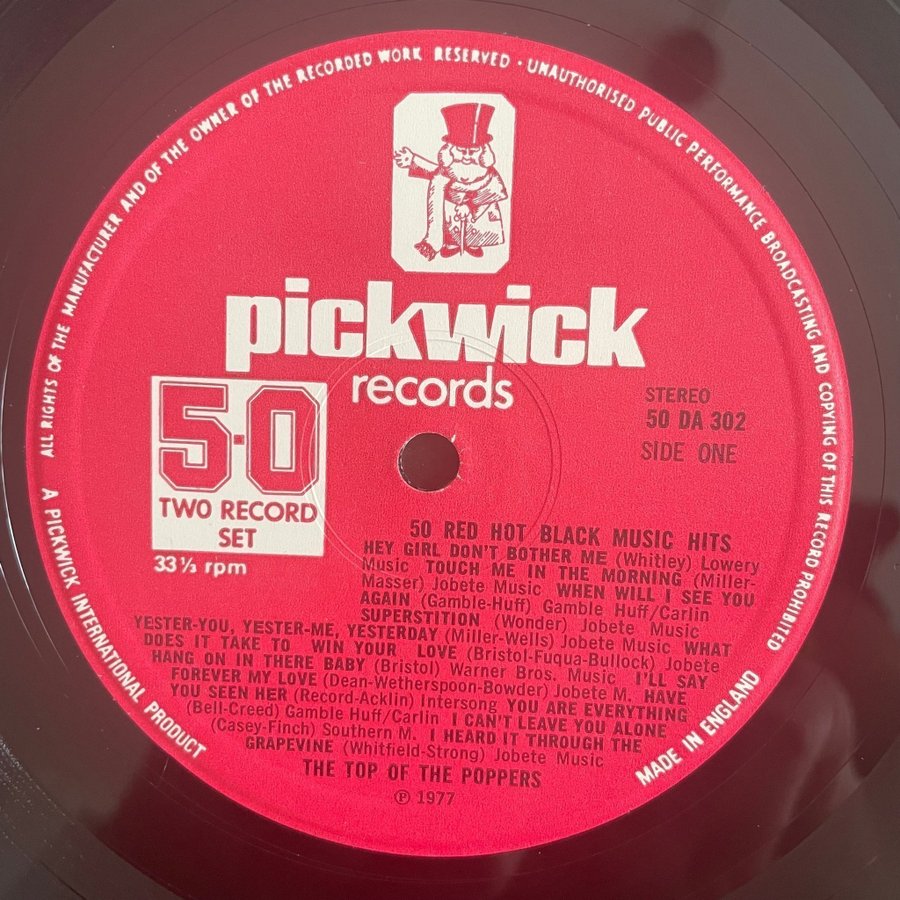 ALL RIGHTS OF THE MANUFACTURER AND OF THE OWNER OF THE RECORDED WORK RESERVED · UNAUTHORISED PUBLIC PERFORMANCE BROADCASTING AND COPYING OF THIS RECORD PROHIBITED
pickwick
records
5·0
TWO RECORD
SET
33⅓ rpm
STEREO
50 DA 302
SIDE ONE
50 RED HOT BLACK MUSIC HITS
HEY GIRL DON'T BOTHER ME (Whitley) Lowery
Music TOUCH ME IN THE MORNING (Miller-
Masser) Jobete Music WHEN WILL I SEE YOU
AGAIN (Gamble-Huff) Gamble Huff/Carlin
SUPERSTITION (Wonder) Jobete Music
YESTER-YOU, YESTER-ME, YESTERDAY (Miller-Wells) Jobete Music WHAT
DOES IT TAKE TO WIN YOUR LOVE (Bristol-Fuqua-Bullock) Jobete
HANG ON IN THERE BABY (Bristol) Warner Bros. Music I'LL SAY
FOREVER MY LOVE (Dean-Wetherspoon-Bowder) Jobete M. HAVE
YOU SEEN HER (Record-Acklin) Intersong YOU ARE EVERYTHING
(Bell-Creed) Gamble Huff/Carlin I CAN'T LEAVE YOU ALONE
(Casey-Finch) Southern M. I HEARD IT THROUGH THE
GRAPEVINE (Whitfield-Strong) Jobete Music
THE TOP OF THE POPPERS
℗ 1977
A PICKWICK INTERNATIONAL PRODUCT
MADE IN ENGLAND